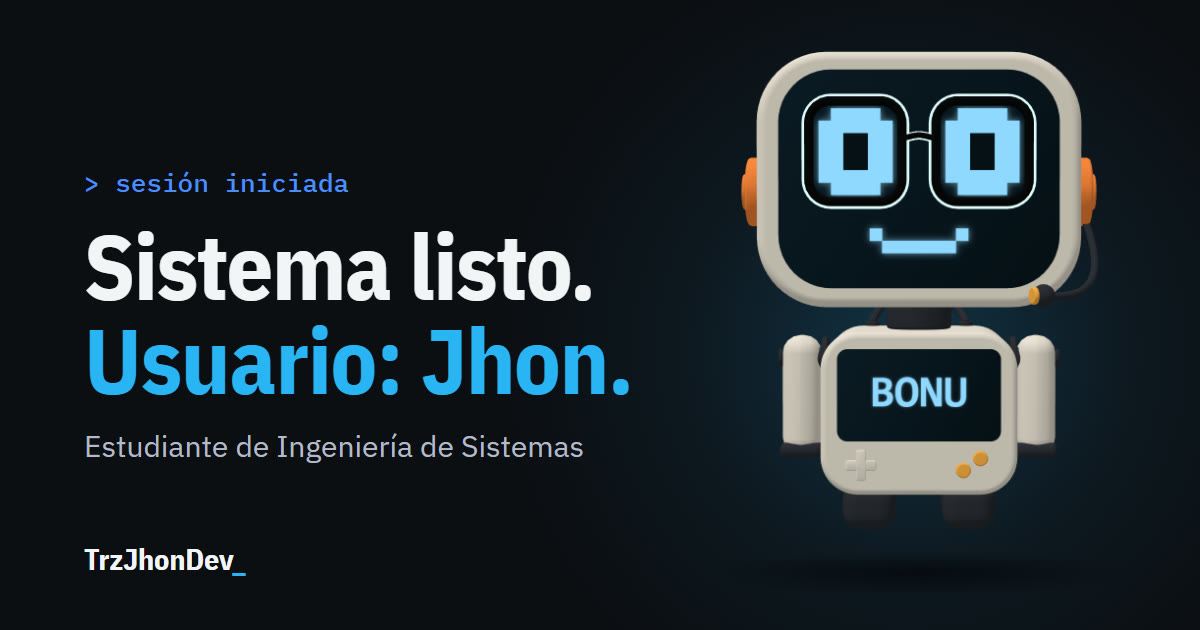 > sesión iniciada
Sistema listo.
Usuario: Jhon.
Estudiante de Ingeniería de Sistemas
TrzJhonDev_
BONU